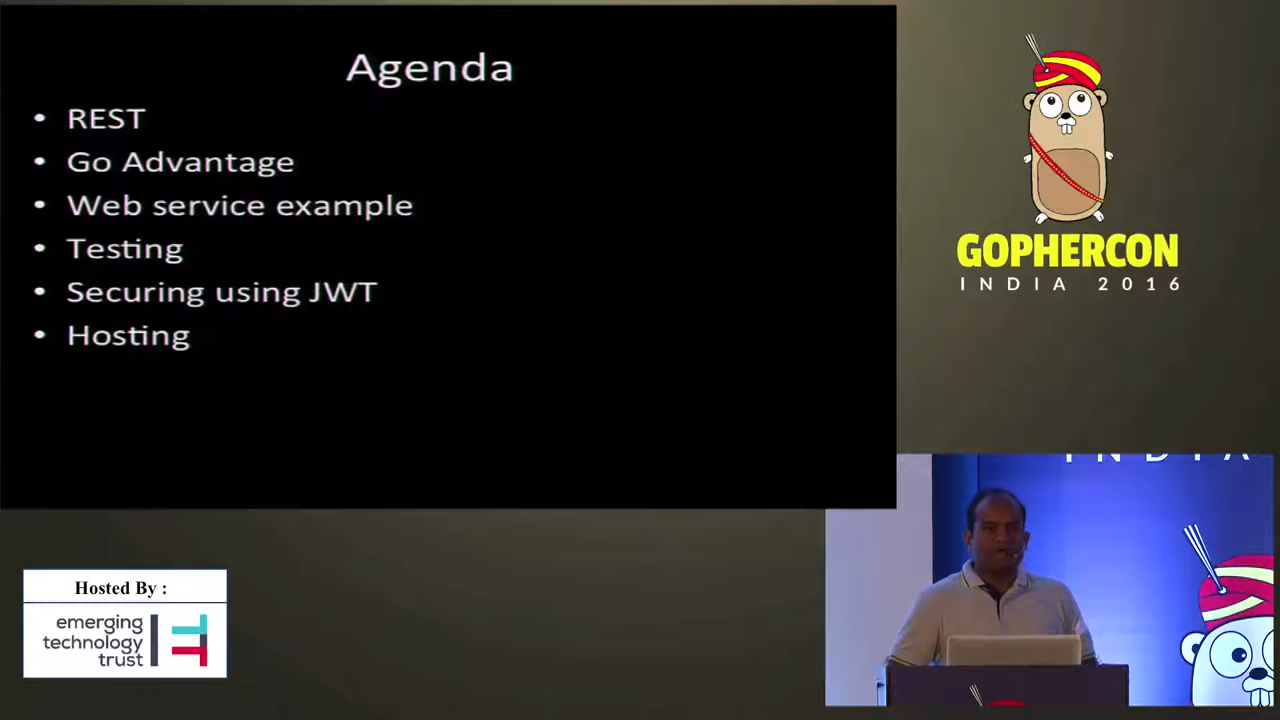 Agenda
• REST
• Go Advantage
• Web service example
• Testing
• Securing using JWT
• Hosting
GOPHERCON
INDIA 2016
INDIA
Hosted By :
emerging
technology
trust